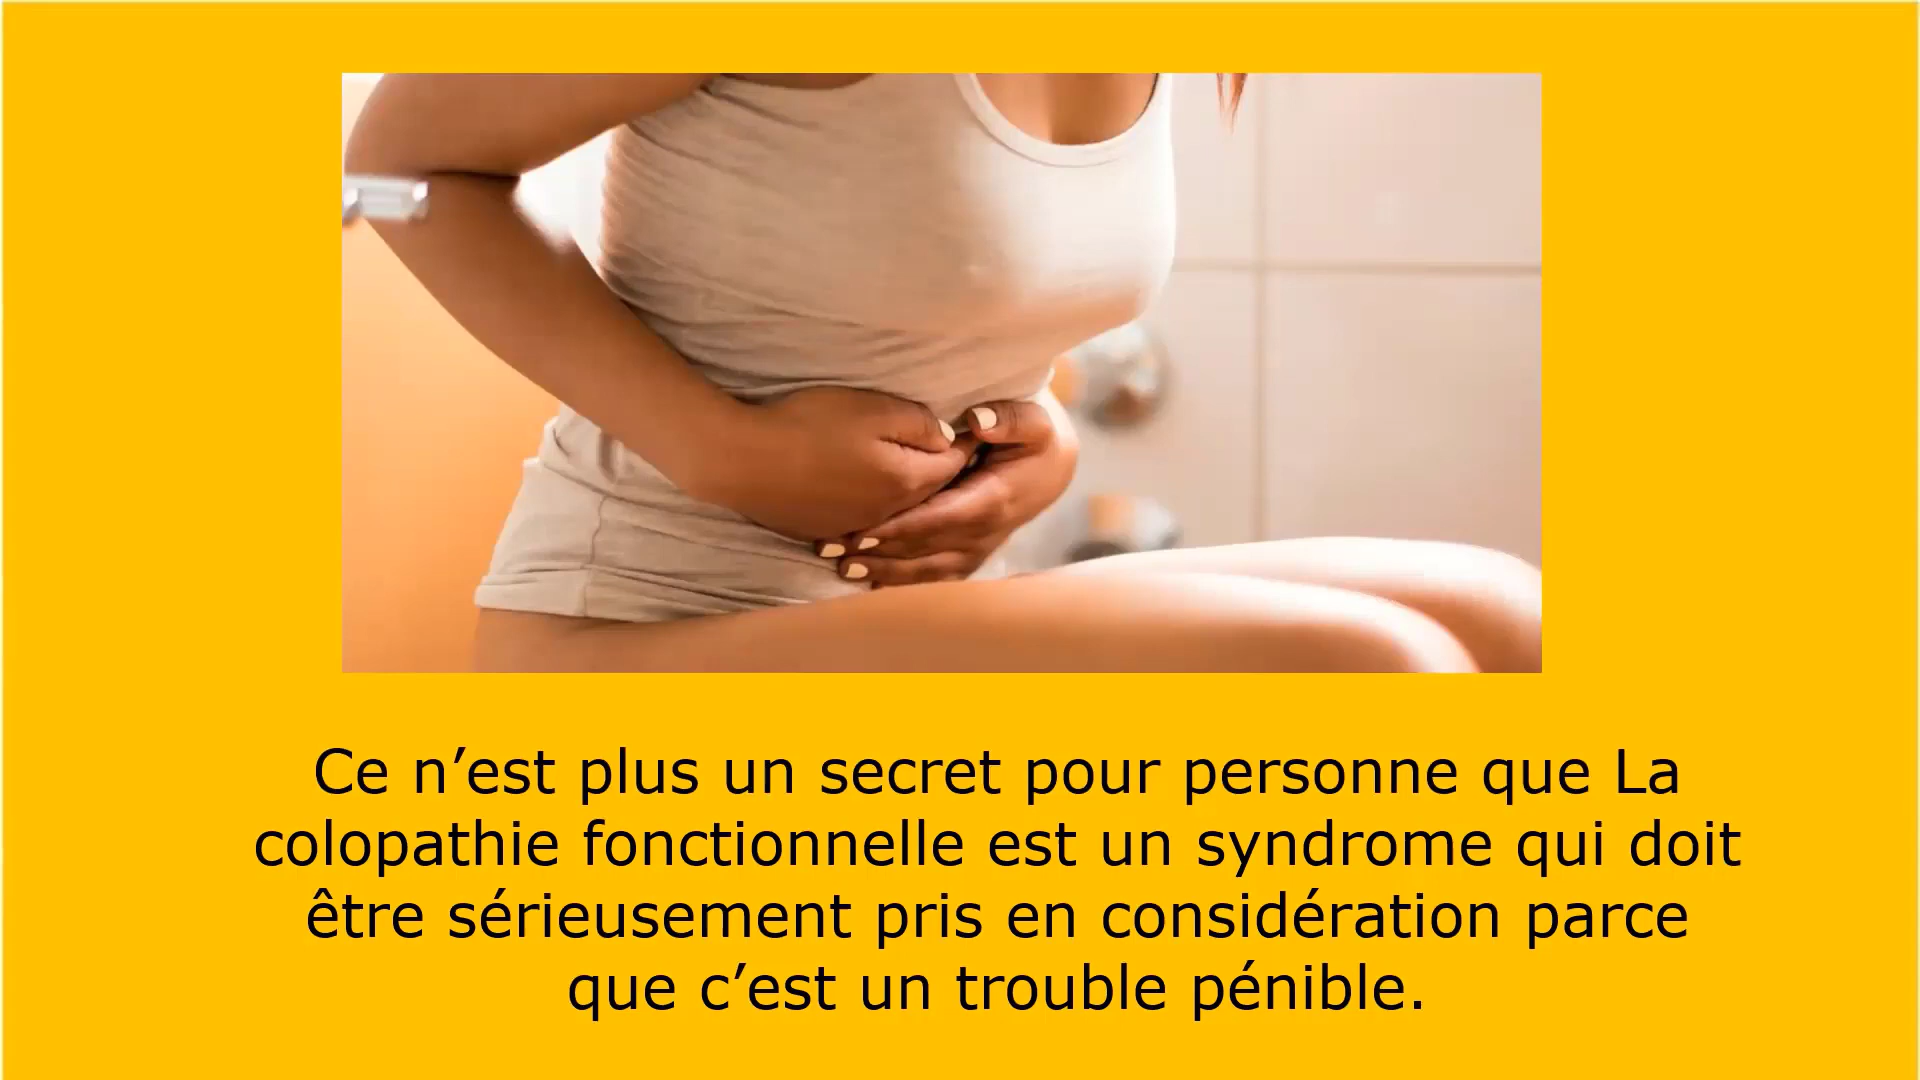 Ce n’est plus un secret pour personne que La
colopathie fonctionnelle est un syndrome qui doit
être sérieusement pris en considération parce
que c’est un trouble pénible.